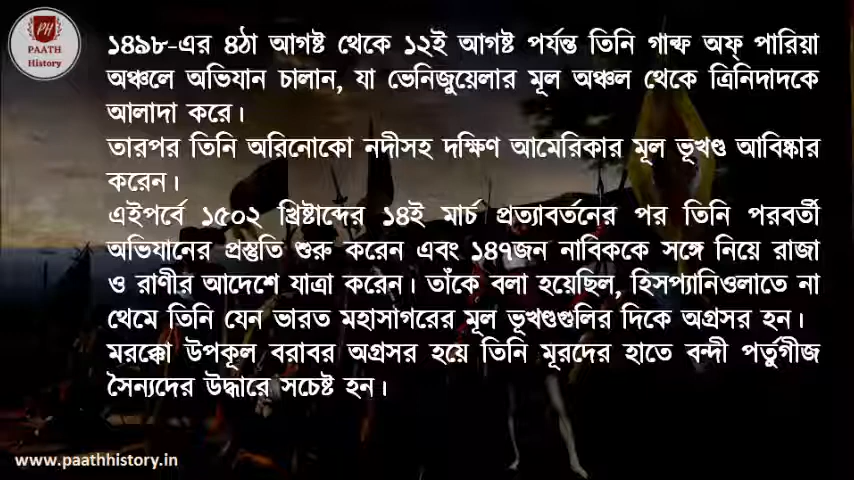 PH
PAATH
History
১৪৯৮-এর ৪ঠা আগষ্ট থেকে ১২ই আগষ্ট পর্যন্ত তিনি গাল্ফ অফ্ পারিয়া
অঞ্চলে অভিযান চালান, যা ভেনিজুয়েলার মূল অঞ্চল থেকে ত্রিনিদাদকে
আলাদা করে।
তারপর তিনি অরিনোকো নদীসহ দক্ষিণ আমেরিকার মূল ভূখণ্ড আবিষ্কার
করেন।
এইপর্বে ১৫০২ খ্রিষ্টাব্দের ১৪ই মার্চ প্রত্যাবর্তনের পর তিনি পরবর্তী
অভিযানের প্রস্তুতি শুরু করেন এবং ১৪৭জন নাবিককে সঙ্গে নিয়ে রাজা
ও রাণীর আদেশে যাত্রা করেন। তাঁকে বলা হয়েছিল, হিসপ্যানিওলাতে না
থেমে তিনি যেন ভারত মহাসাগরের মূল ভূখণ্ডগুলির দিকে অগ্রসর হন।
মরক্কো উপকূল বরাবর অগ্রসর হয়ে তিনি মূরদের হাতে বন্দী পর্তুগীজ
সৈন্যদের উদ্ধারে সচেষ্ট হন।
www.paathhistory.in